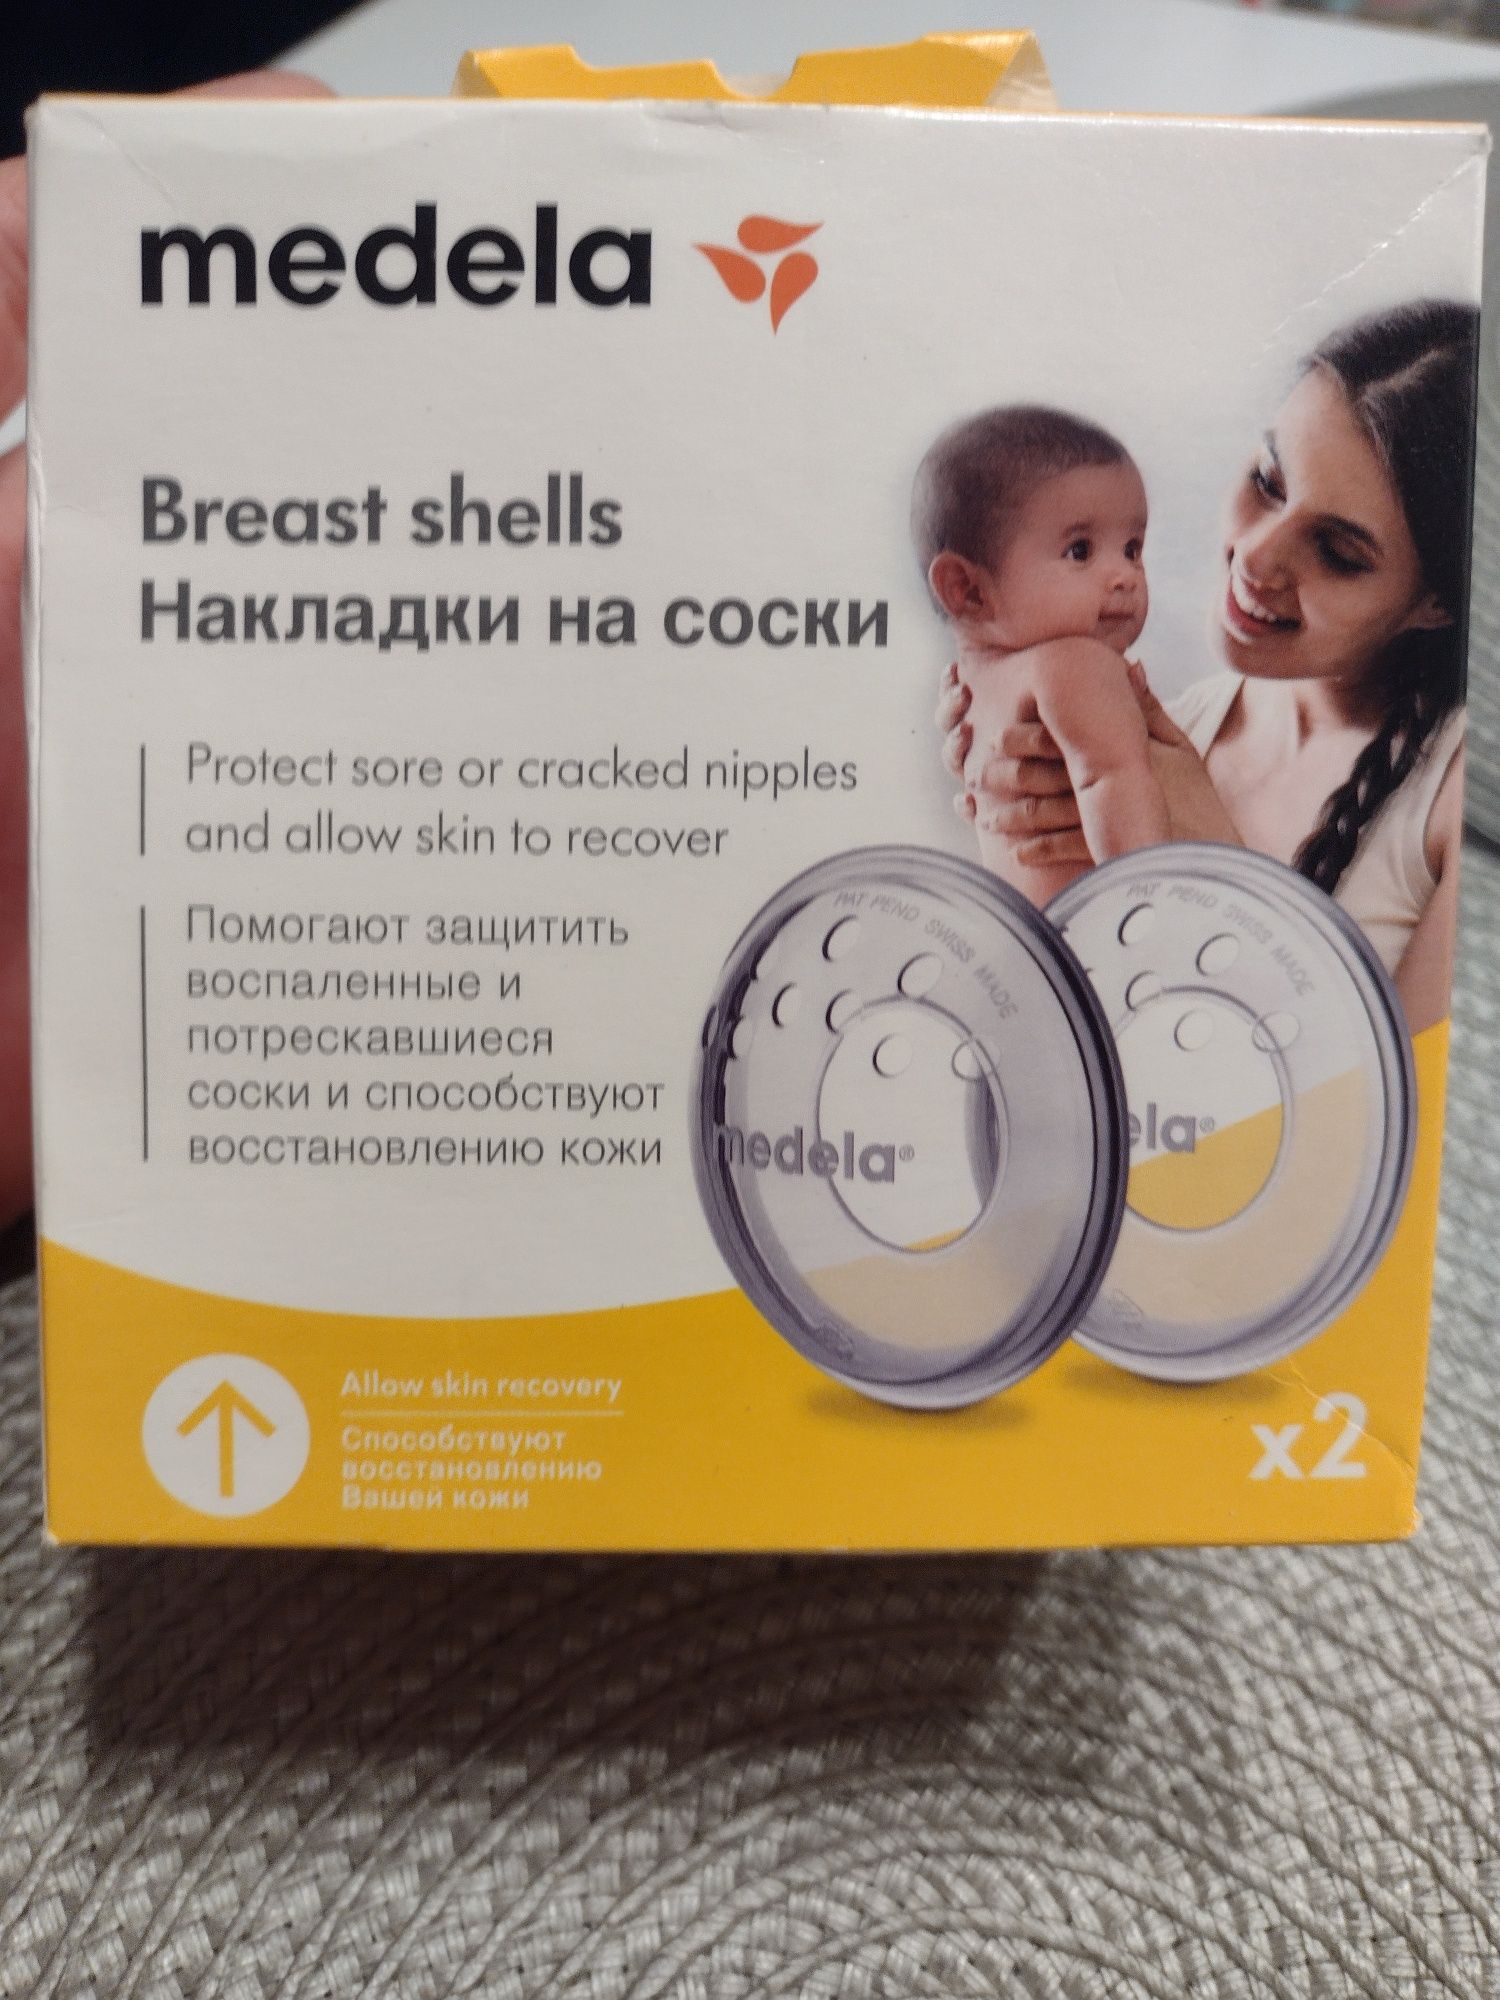 medela
Breast shells
Накладки на соски
Protect sore or cracked nipples
and allow skin to recover
Помогают защитить
воспаленные и
потрескавшиеся
соски и способствуют
восстановлению кожи
PAT PEND SWISS MADE
PAT PEND SWISS MADE
medela®
ela®
Allow skin recovery
Способствуют
восстановлению
Вашей кожи
x2